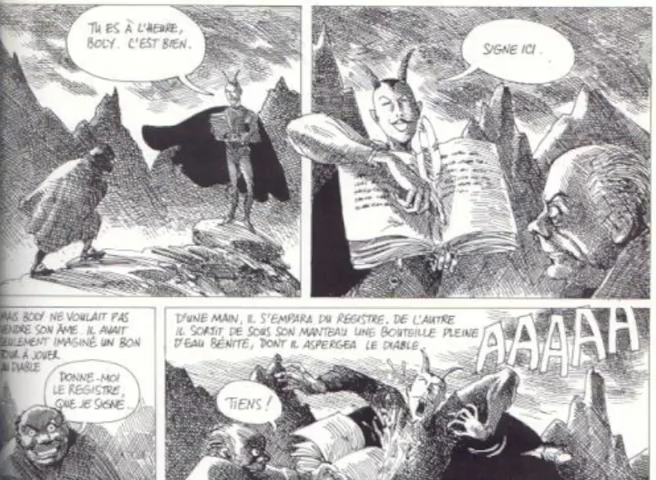 TU ES À L'HEURE,
BODY. C'EST BIEN.
SIGNE ICI.
MAIS BODY NE VOULAIT PAS
VENDRE SON ÂME. IL AVAIT
SEULEMENT IMAGINÉ UN BON
TOUR À JOUER
AU DIABLE
DONNE-MOI
LE REGISTRE,
QUE JE SIGNE...
D'UNE MAIN, IL S'EMPARA DU REGISTRE. DE L'AUTRE
IL SORTIT DE SOUS SON MANTEAU UNE BOUTEILLE PLEINE
D'EAU BÉNITE, DONT IL ASPERGEA LE DIABLE.
AAAAA
TIENS!